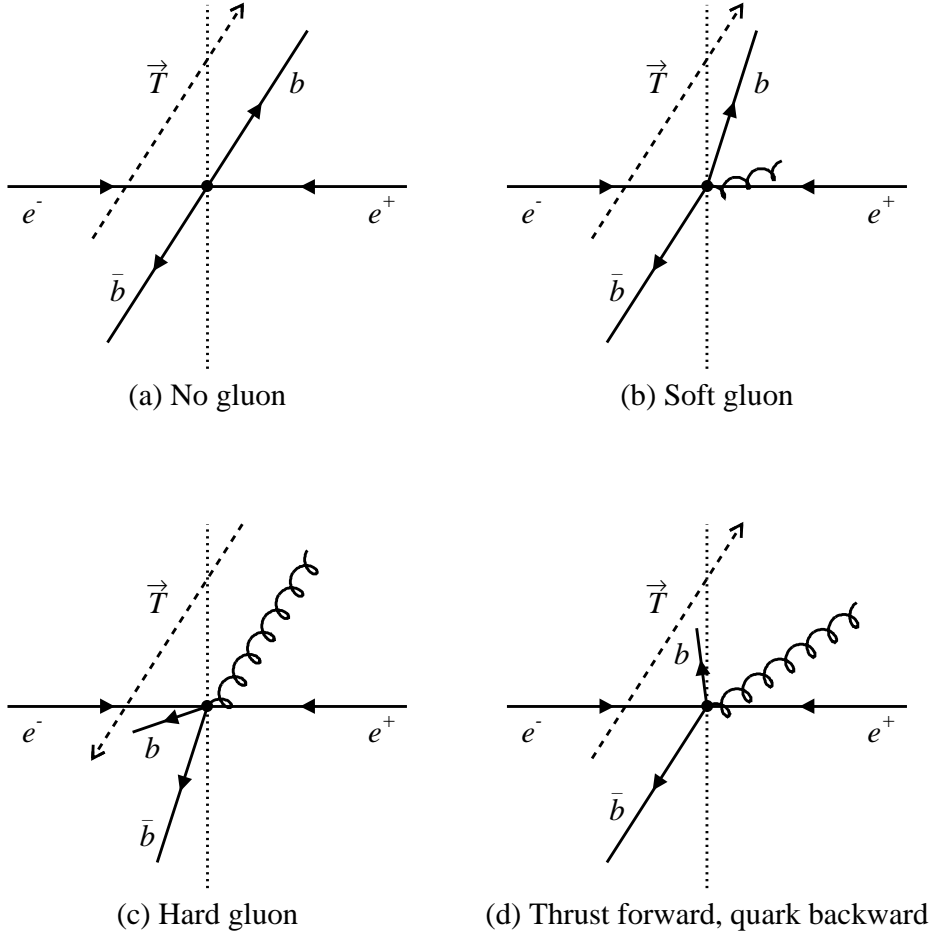 T⃗
b
e⁻
e⁺
b̄
(a) No gluon
T⃗
b
e⁻
e⁺
b̄
(b) Soft gluon
T⃗
e⁻
e⁺
b
b̄
(c) Hard gluon
T⃗
b
e⁻
e⁺
b̄
(d) Thrust forward, quark backward